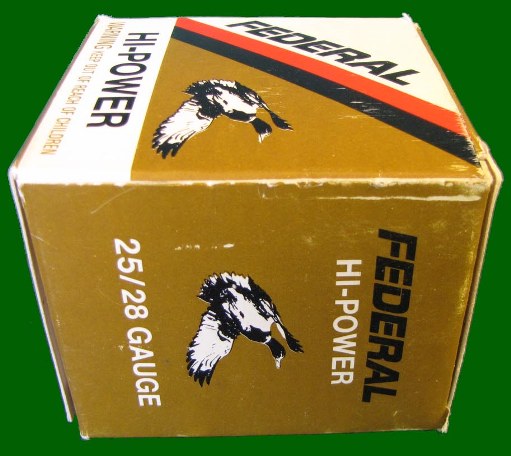 FEDERAL
HI-POWER
WARNING KEEP OUT OF REACH OF CHILDREN
FEDERAL
HI-POWER
25/28 GAUGE